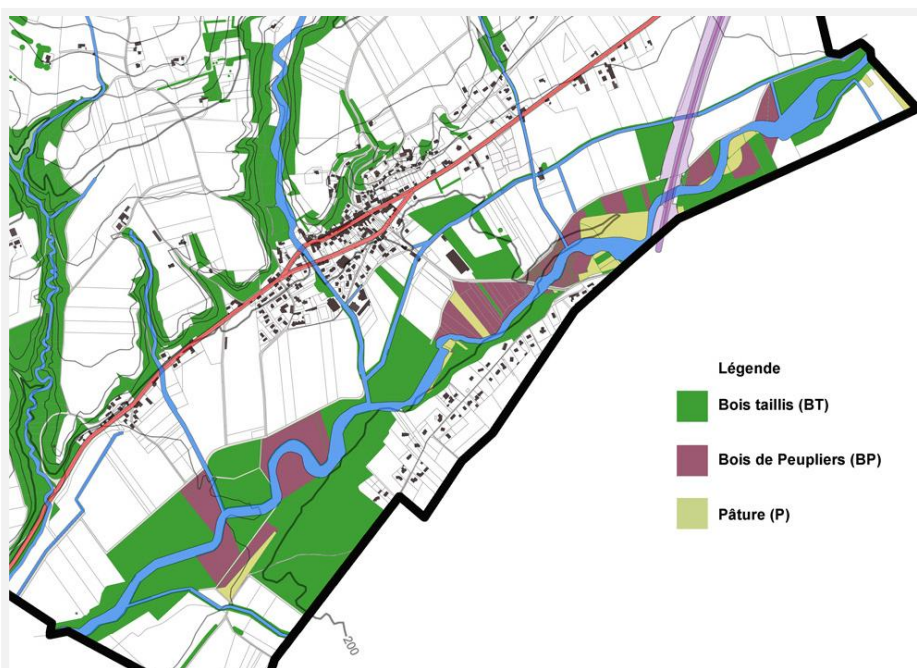 Légende
Bois taillis (BT)
Bois de Peupliers (BP)
Pâture (P)
200